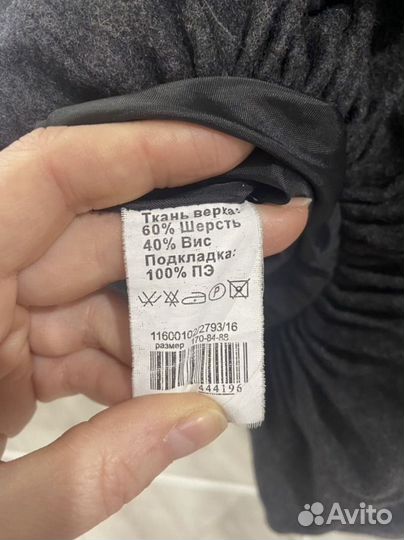 Ткань верха:
60% Шерсть
40% Вис
Подкладка:
100% ПЭ
P
размер 170-84-88
444196
Avito